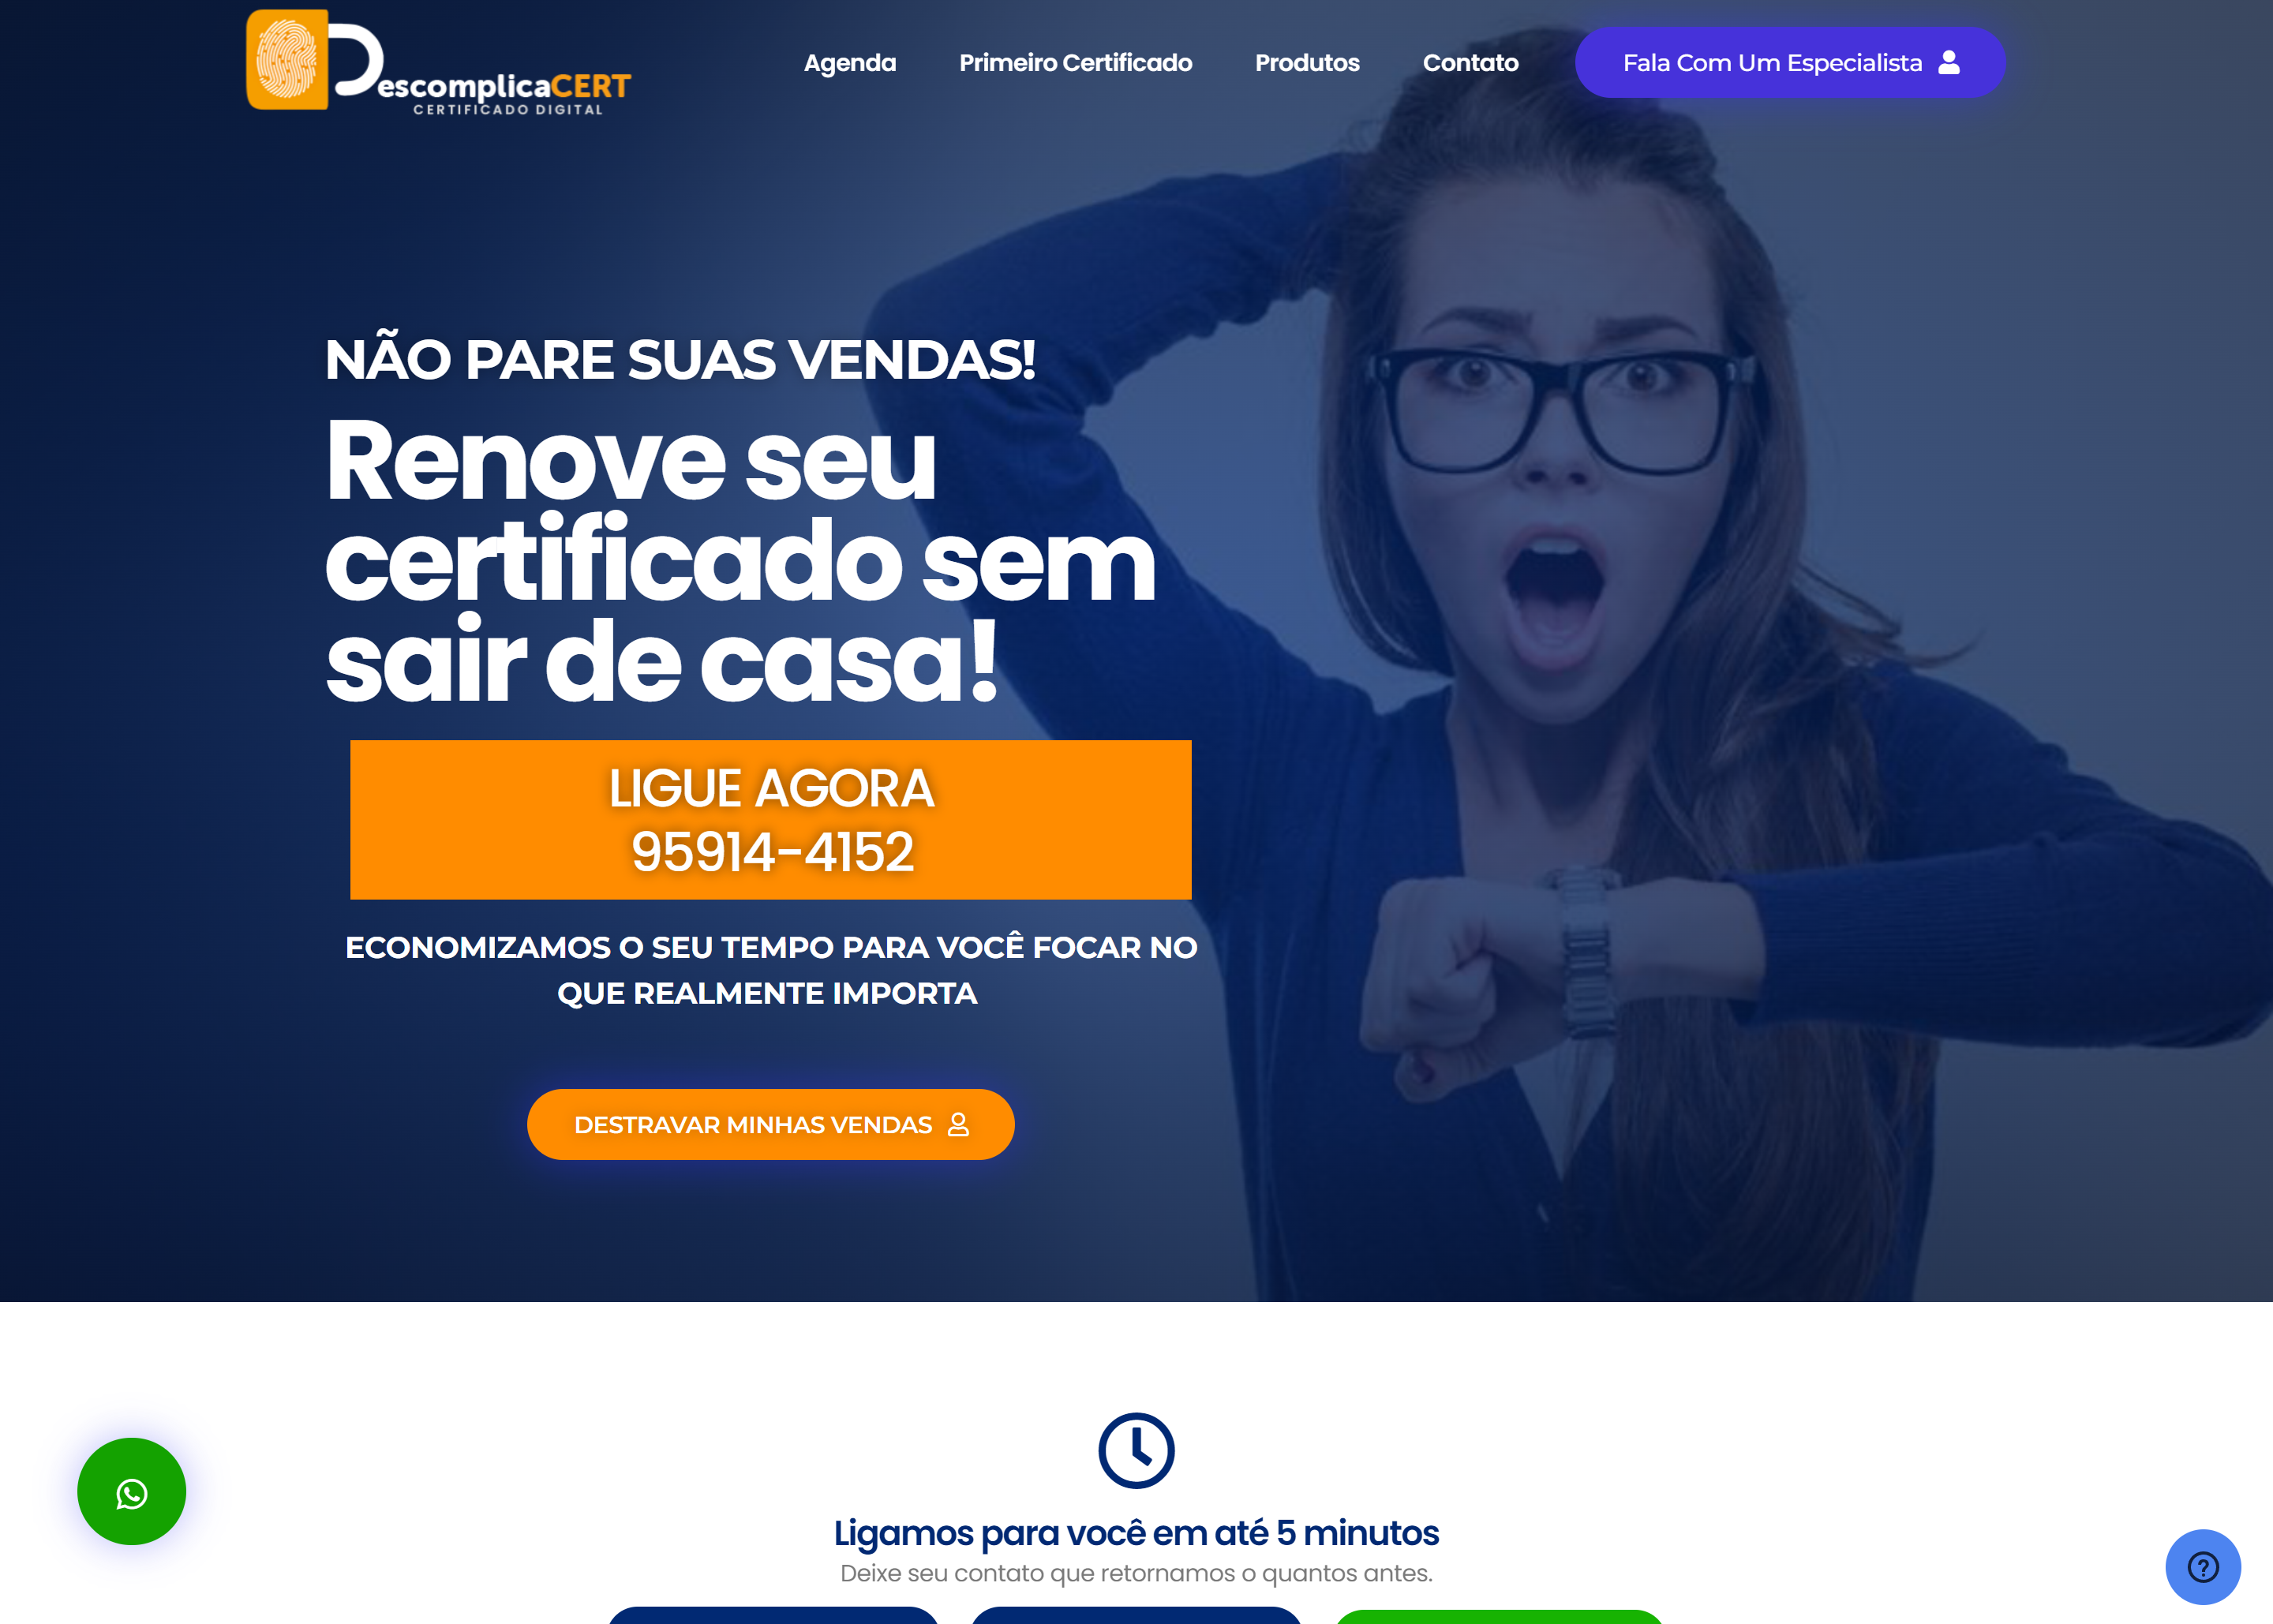 DescomplicaCERT
CERTIFICADO DIGITAL
Agenda
Primeiro Certificado
Produtos
Contato
Fala Com Um Especialista
NÃO PARE SUAS VENDAS!
Renove seu
certificado sem
sair de casa!
LIGUE AGORA
95914-4152
ECONOMIZAMOS O SEU TEMPO PARA VOCÊ FOCAR NO
QUE REALMENTE IMPORTA
DESTRAVAR MINHAS VENDAS
Ligamos para você em até 5 minutos
Deixe seu contato que retornamos o quantos antes.